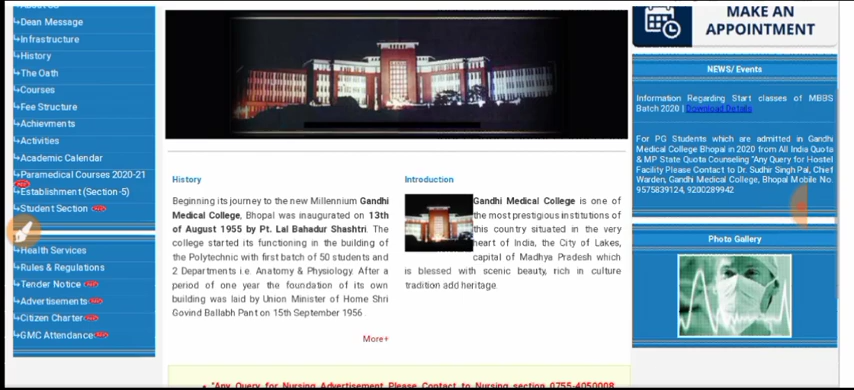 Dean Message
Infrastructure
History
The Oath
Courses
Fee Structure
Achievments
Activities
Academic Calendar
Paramedical Courses 2020-21
Establishment (Section-5)
Student Section
Health Services
Rules & Regulations
Tender Notice
Advertisements
Citizen Charter
GMC Attendance
History
Beginning its journey to the new Millennium Gandhi
Medical College, Bhopal was inaugurated on 13th
of August 1955 by Pt. Lal Bahadur Shashtri. The
college started its functioning in the building of
the Polytechnic with first batch of 50 students and
2 Departments i.e. Anatomy & Physiology. After a
period of one year the foundation of its own
building was laid by Union Minister of Home Shri
Govind Ballabh Pant on 15th September 1956
More+
Introduction
Gandhi Medical College is one of
the most prestigious institutions of
this country situated in the very
heart of India, the City of Lakes,
capital of Madhya Pradesh which
is blessed with scenic beauty, rich in culture
tradition add heritage.
"Any Query for Nursing Advertisement Please Contact to Nursing section 0755-4050008
MAKE AN
APPOINTMENT
NEWS/ Events
Information Regarding Start classes of MBBS
Batch 2020 | Download Details
For PG Students which are admitted in Gandhi
Medical College Bhopal in 2020 from All India Quota
& MP State Quota Counseling "Any Query for Hostel
Facility Please Contact to Dr. Sudhir Singh Pal, Chief
Warden, Gandhi Medical College, Bhopal Mobile No.
9575839124, 9200289942
Photo Gallery